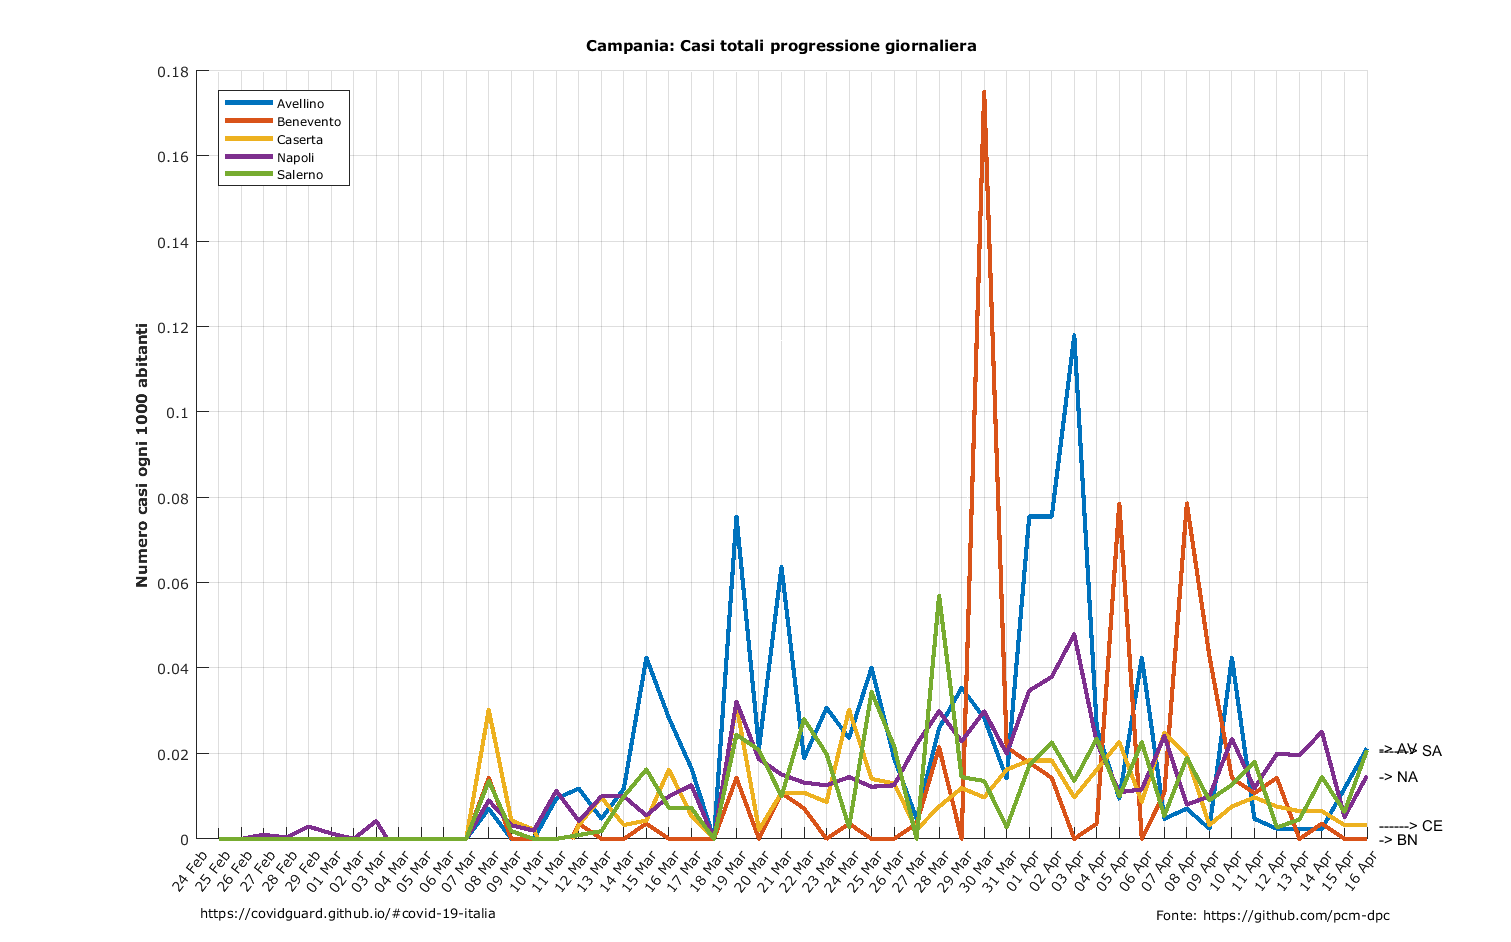 Campania: Casi totali progressione giornaliera
0.18
0.16
0.14
0.12
0.1
0.08
0.06
0.04
0.02
0
Numero casi ogni 1000 abitanti
Avellino
Benevento
Caserta
Napoli
Salerno
-> AV
------> SA
-> NA
------> CE
-> BN
24 Feb
25 Feb
26 Feb
27 Feb
28 Feb
29 Feb
01 Mar
02 Mar
03 Mar
04 Mar
05 Mar
06 Mar
07 Mar
08 Mar
09 Mar
10 Mar
11 Mar
12 Mar
13 Mar
14 Mar
15 Mar
16 Mar
17 Mar
18 Mar
19 Mar
20 Mar
21 Mar
22 Mar
23 Mar
24 Mar
25 Mar
26 Mar
27 Mar
28 Mar
29 Mar
30 Mar
31 Mar
01 Apr
02 Apr
03 Apr
04 Apr
05 Apr
06 Apr
07 Apr
08 Apr
09 Apr
10 Apr
11 Apr
12 Apr
13 Apr
14 Apr
15 Apr
16 Apr
https://covidguard.github.io/#covid-19-italia
Fonte: https://github.com/pcm-dpc